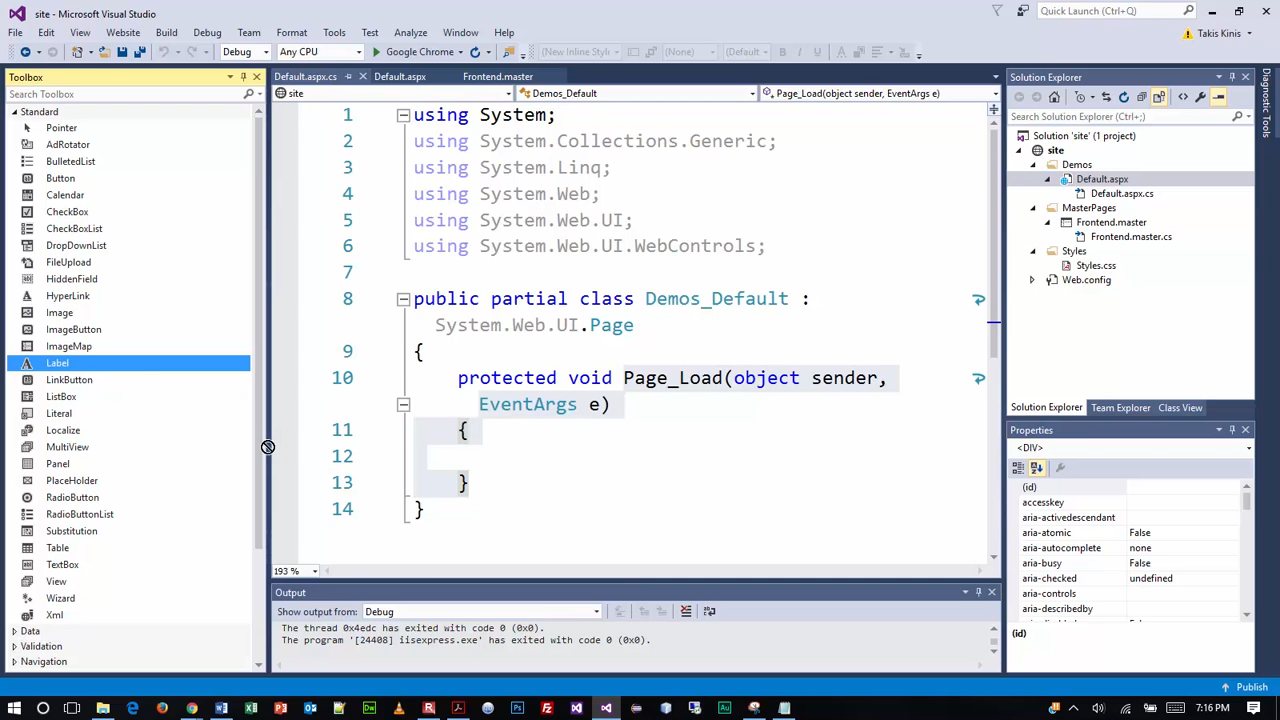 site - Microsoft Visual Studio
Quick Launch (Ctrl+Q)
File Edit View Website Build Debug Team Format Tools Test Analyze Window Help
Takis Kinis
Debug Any CPU Google Chrome (New Inline Style) (None) (Default)
Toolbox
Search Toolbox
Standard
Pointer
AdRotator
BulletedList
Button
Calendar
CheckBox
CheckBoxList
DropDownList
FileUpload
HiddenField
HyperLink
Image
ImageButton
ImageMap
Label
LinkButton
ListBox
Literal
Localize
MultiView
Panel
PlaceHolder
RadioButton
RadioButtonList
Substitution
Table
TextBox
View
Wizard
Xml
Data
Validation
Navigation
Default.aspx.cs Default.aspx Frontend.master
site Demos_Default Page_Load(object sender, EventArgs e)
1 using System;
2 using System.Collections.Generic;
3 using System.Linq;
4 using System.Web;
5 using System.Web.UI;
6 using System.Web.UI.WebControls;
7
8 public partial class Demos_Default :
System.Web.UI.Page
9 {
10 protected void Page_Load(object sender,
EventArgs e)
11 {
12
13 }
14 }
193 %
Output
Show output from: Debug
The thread 0x4edc has exited with code 0 (0x0).
The program '[24408] iisexpress.exe' has exited with code 0 (0x0).
Solution Explorer
Search Solution Explorer (Ctrl+;)
Solution 'site' (1 project)
site
Demos
Default.aspx
Default.aspx.cs
MasterPages
Frontend.master
Frontend.master.cs
Styles
Styles.css
Web.config
Solution Explorer Team Explorer Class View
Properties
<DIV>
(id)
accesskey
aria-activedescendant
aria-atomic False
aria-autocomplete none
aria-busy False
aria-checked undefined
aria-controls
aria-describedby
(id)
Diagnostic Tools
Publish
7:16 PM